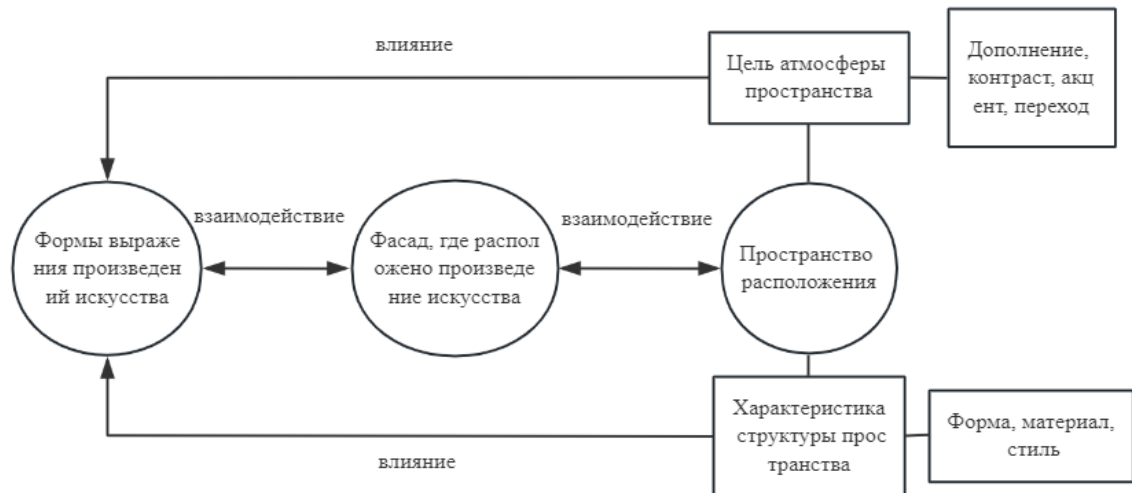 влияние
Цель атмосферы
пространства
Дополнение,
контраст, акц
ент, переход
взаимодействие
взаимодействие
Формы выраже
ния произведен
ий искусства
Фасад, где распол
ожено произведе
ние искусства
Пространство
расположения
Характеристика
структуры прос
транства
Форма, материал,
стиль
влияние